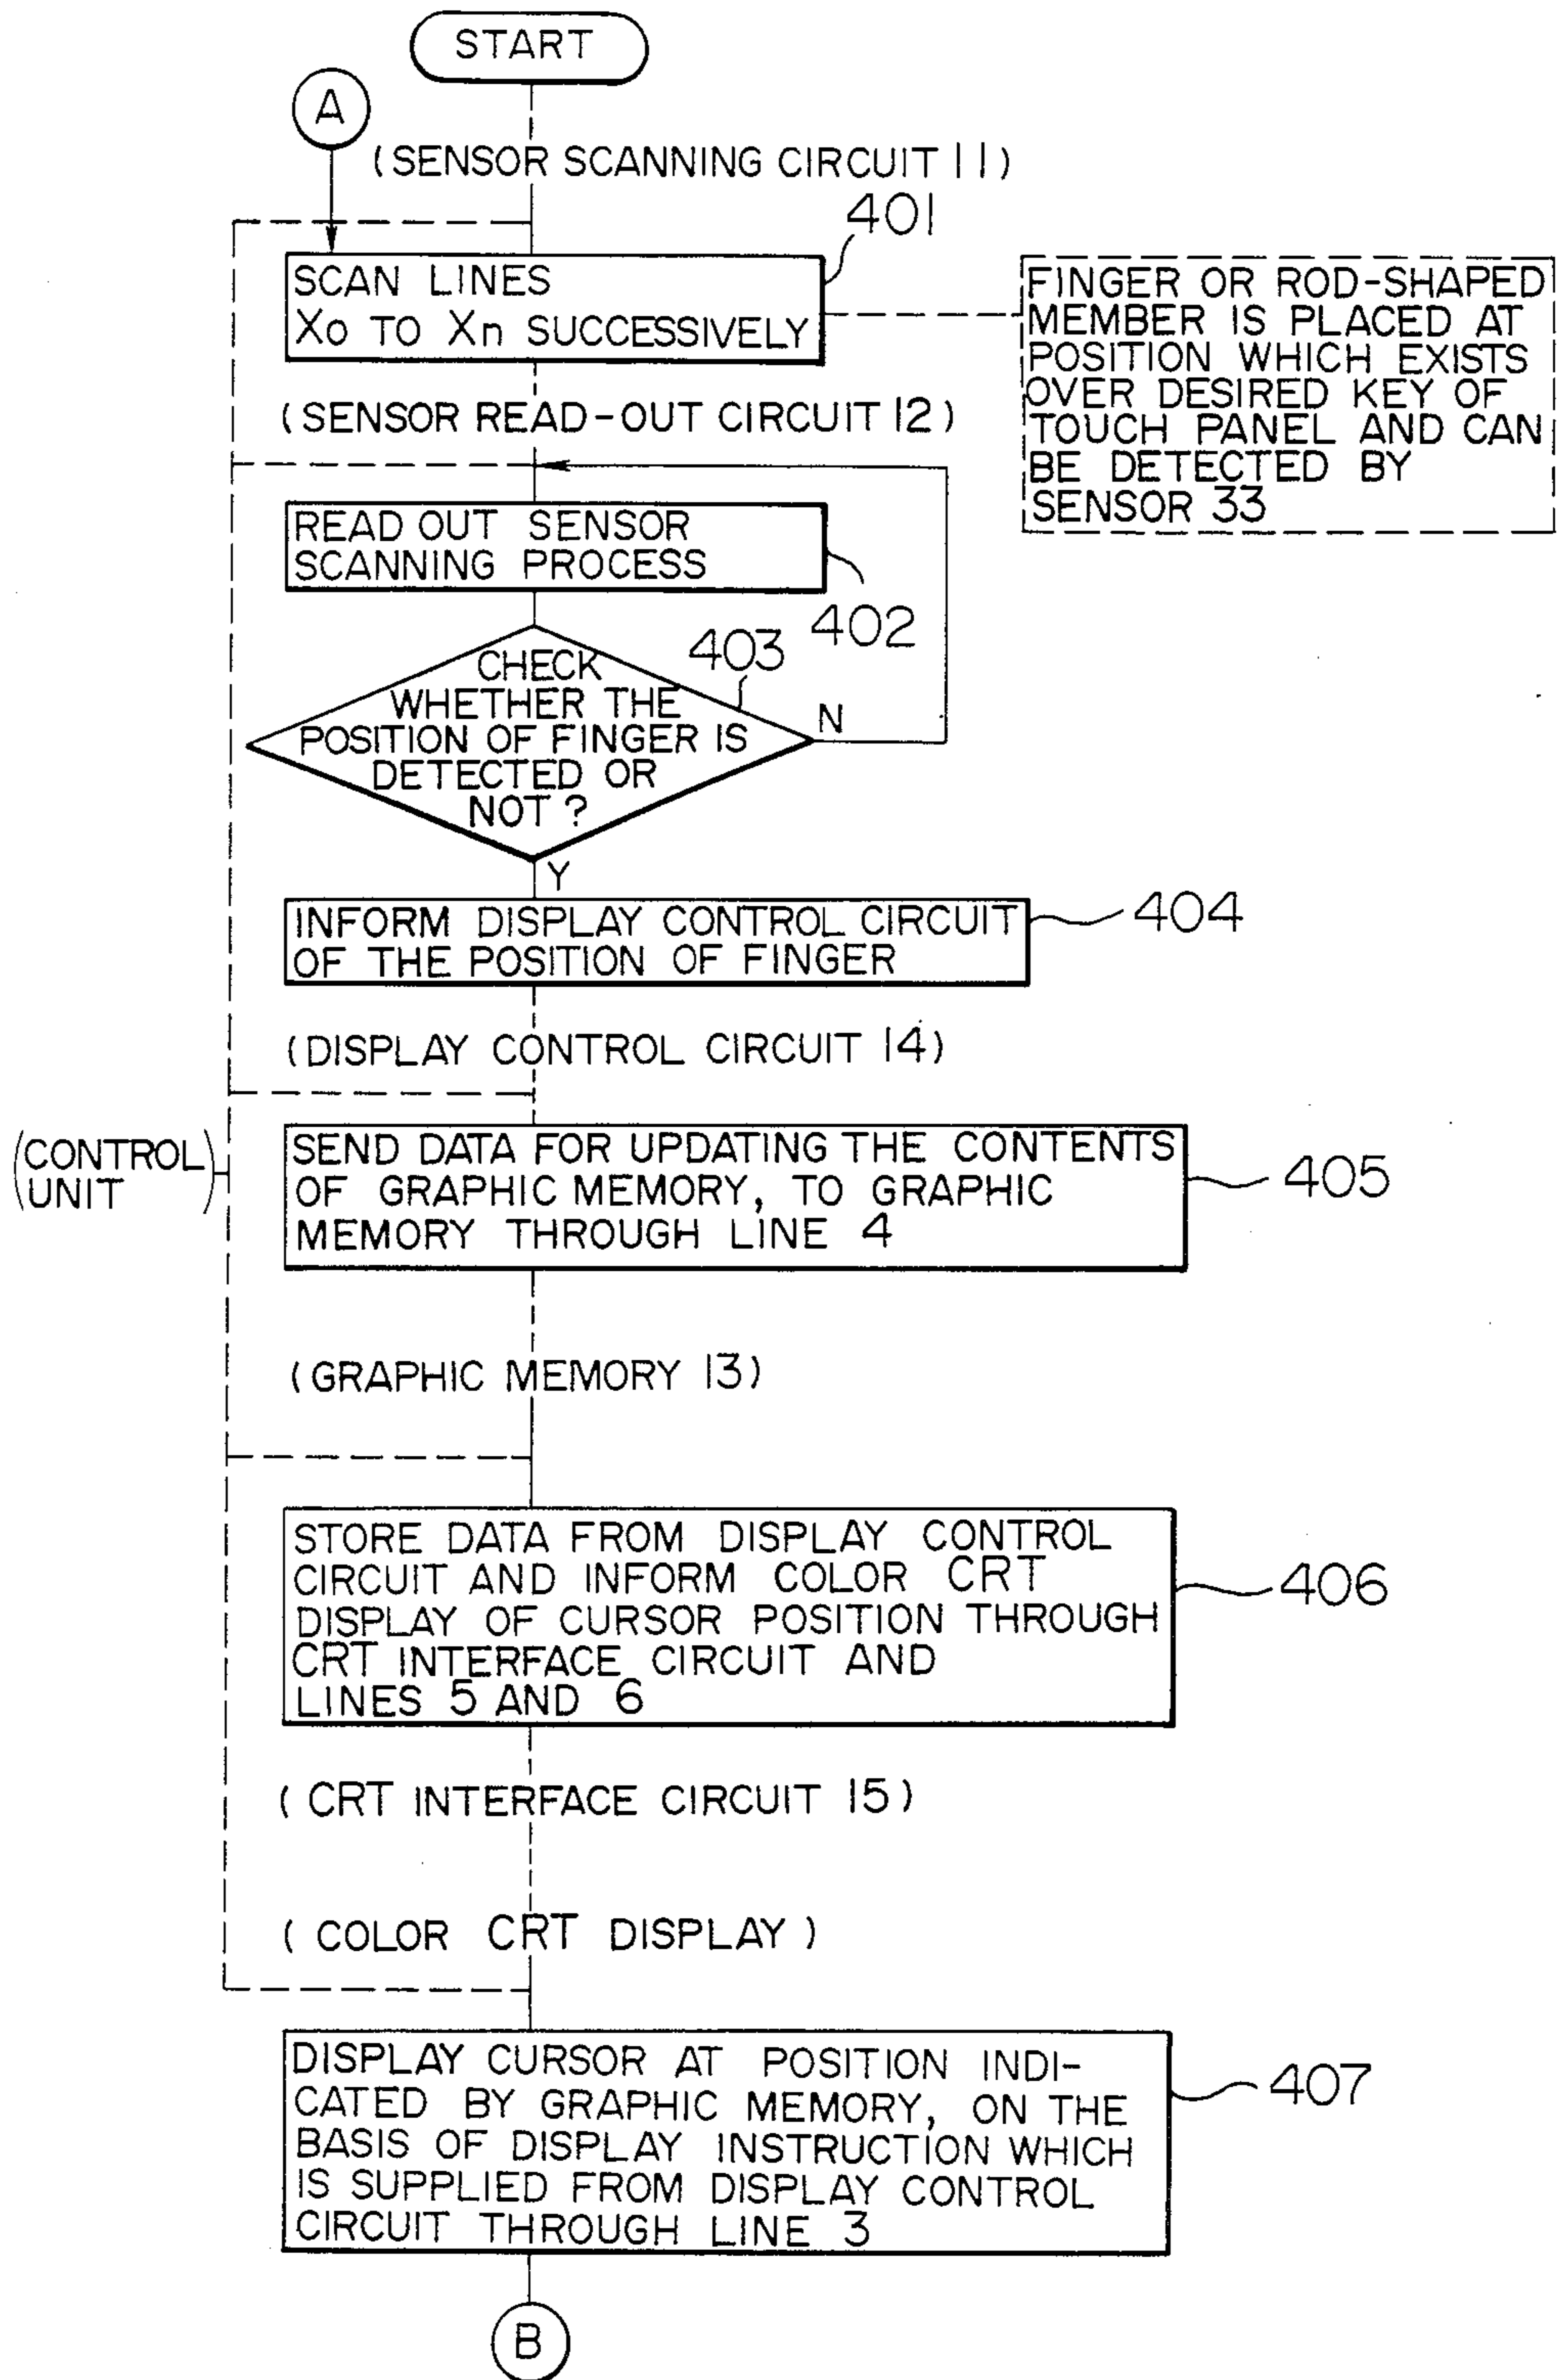 START
A
(SENSOR SCANNING CIRCUIT 11)
401
SCAN LINES
X0 TO Xn SUCCESSIVELY
FINGER OR ROD-SHAPED
MEMBER IS PLACED AT
POSITION WHICH EXISTS
OVER DESIRED KEY OF
TOUCH PANEL AND CAN
BE DETECTED BY
SENSOR 33
(SENSOR READ-OUT CIRCUIT 12)
READ OUT SENSOR
SCANNING PROCESS
402
403
CHECK
WHETHER THE
POSITION OF FINGER IS
DETECTED OR
NOT?
N
Y
INFORM DISPLAY CONTROL CIRCUIT
OF THE POSITION OF FINGER
404
(DISPLAY CONTROL CIRCUIT 14)
(CONTROL
UNIT)
SEND DATA FOR UPDATING THE CONTENTS
OF GRAPHIC MEMORY, TO GRAPHIC
MEMORY THROUGH LINE 4
405
(GRAPHIC MEMORY 13)
STORE DATA FROM DISPLAY CONTROL
CIRCUIT AND INFORM COLOR CRT
DISPLAY OF CURSOR POSITION THROUGH
CRT INTERFACE CIRCUIT AND
LINES 5 AND 6
406
(CRT INTERFACE CIRCUIT 15)
(COLOR CRT DISPLAY)
DISPLAY CURSOR AT POSITION INDI-
CATED BY GRAPHIC MEMORY, ON THE
BASIS OF DISPLAY INSTRUCTION WHICH
IS SUPPLIED FROM DISPLAY CONTROL
CIRCUIT THROUGH LINE 3
407
B